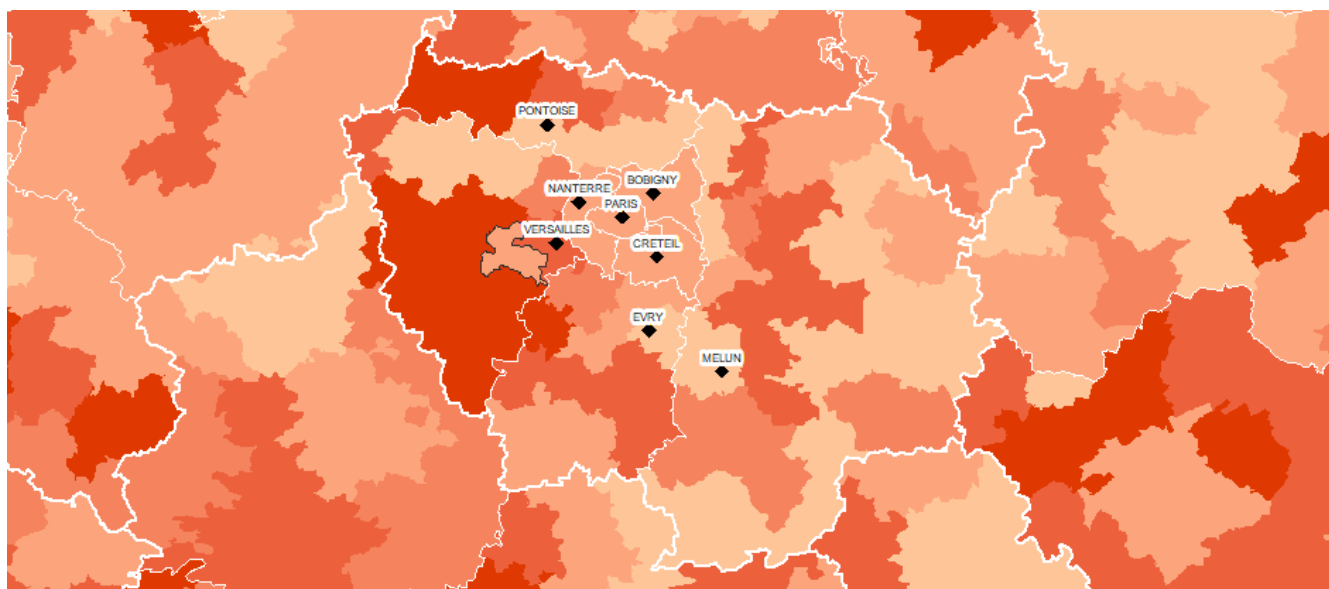 PONTOISE
NANTERRE
BOBIGNY
PARIS
VERSAILLES
CRETEIL
EVRY
MELUN